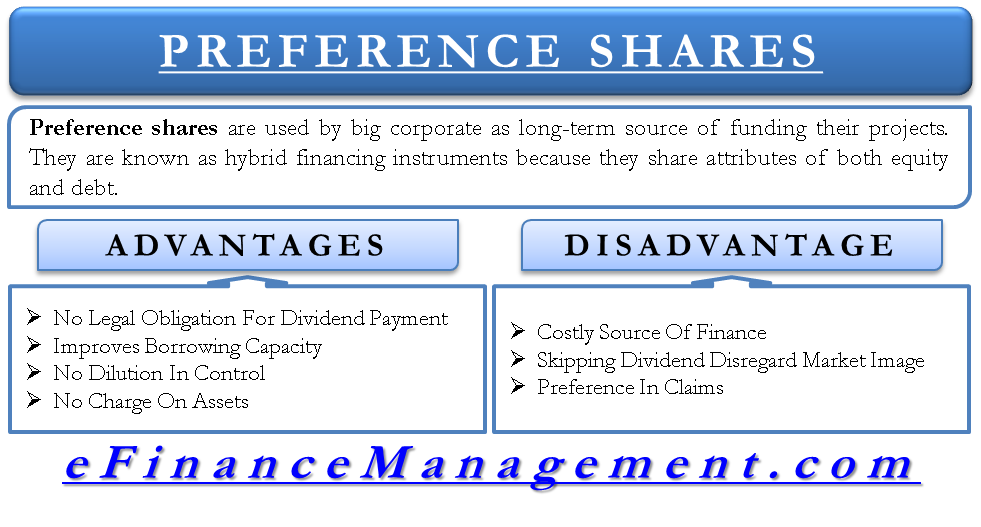 PREFERENCE SHARES
Preference shares are used by big corporate as long-term source of funding their projects.
They are known as hybrid financing instruments because they share attributes of both equity
and debt.
ADVANTAGES
No Legal Obligation For Dividend Payment
Improves Borrowing Capacity
No Dilution In Control
No Charge On Assets
DISADVANTAGE
Costly Source Of Finance
Skipping Dividend Disregard Market Image
Preference In Claims
eFinanceManagement.com